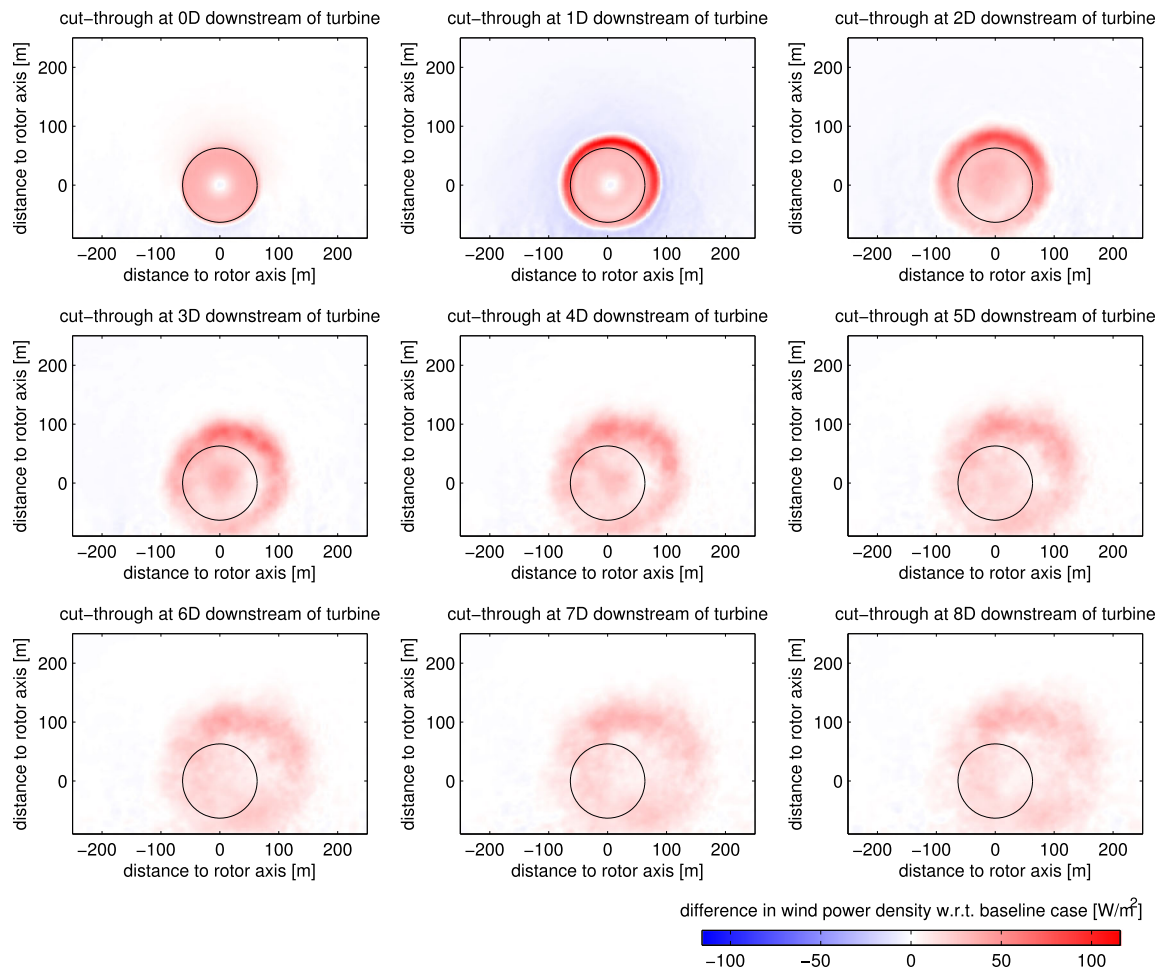 cut−through at 0D downstream of turbine
distance to rotor axis [m]
200
100
0
−200 −100 0 100 200
distance to rotor axis [m]
cut−through at 1D downstream of turbine
distance to rotor axis [m]
200
100
0
−200 −100 0 100 200
distance to rotor axis [m]
cut−through at 2D downstream of turbine
distance to rotor axis [m]
200
100
0
−200 −100 0 100 200
distance to rotor axis [m]
cut−through at 3D downstream of turbine
distance to rotor axis [m]
200
100
0
−200 −100 0 100 200
distance to rotor axis [m]
cut−through at 4D downstream of turbine
distance to rotor axis [m]
200
100
0
−200 −100 0 100 200
distance to rotor axis [m]
cut−through at 5D downstream of turbine
distance to rotor axis [m]
200
100
0
−200 −100 0 100 200
distance to rotor axis [m]
cut−through at 6D downstream of turbine
distance to rotor axis [m]
200
100
0
−200 −100 0 100 200
distance to rotor axis [m]
cut−through at 7D downstream of turbine
distance to rotor axis [m]
200
100
0
−200 −100 0 100 200
distance to rotor axis [m]
cut−through at 8D downstream of turbine
distance to rotor axis [m]
200
100
0
−200 −100 0 100 200
distance to rotor axis [m]
difference in wind power density w.r.t. baseline case [W/m²]
−100 −50 0 50 100